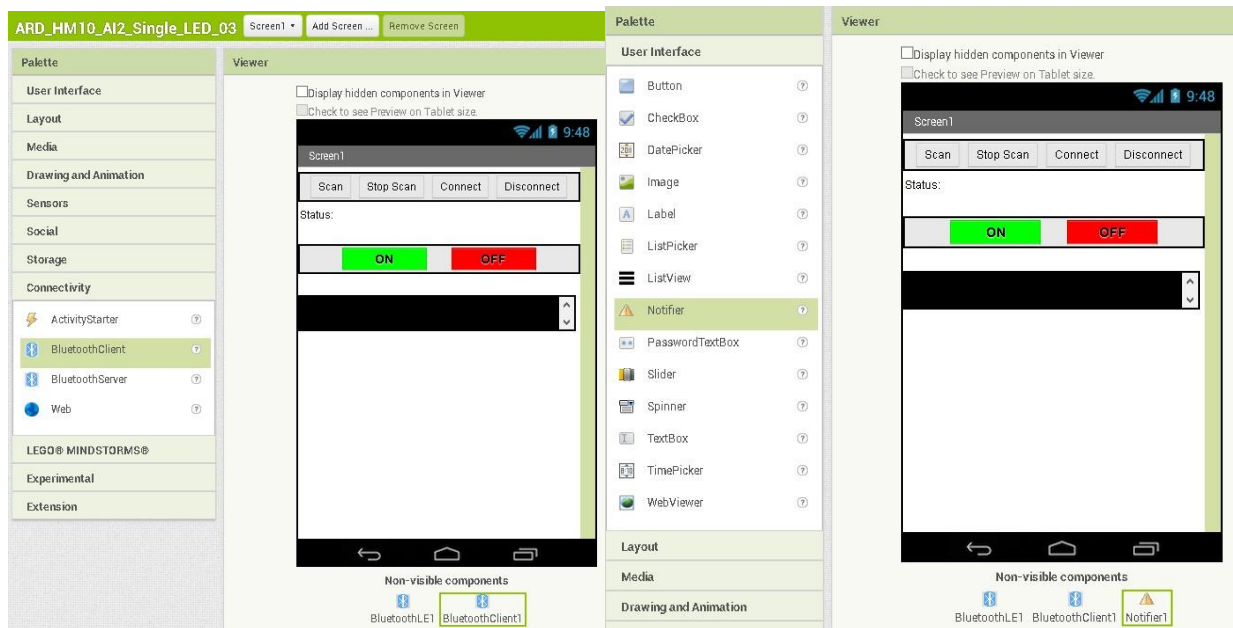 ARD_HM10_AI2_Single_LED_03 Screen1 Add Screen ... Remove Screen
Palette
User Interface
Layout
Media
Drawing and Animation
Sensors
Social
Storage
Connectivity
ActivityStarter ?
BluetoothClient ?
BluetoothServer ?
Web ?
LEGO® MINDSTORMS®
Experimental
Extension
Viewer
Display hidden components in Viewer
Check to see Preview on Tablet size.
9:48
Screen1
Scan Stop Scan Connect Disconnect
Status:
ON OFF
Non-visible components
BluetoothLE1 BluetoothClient1
Palette
User Interface
Button ?
CheckBox ?
DatePicker ?
Image ?
Label ?
ListPicker ?
ListView ?
Notifier ?
PasswordTextBox ?
Slider ?
Spinner ?
TextBox ?
TimePicker ?
WebViewer ?
Layout
Media
Drawing and Animation
Viewer
Display hidden components in Viewer
Check to see Preview on Tablet size.
9:48
Screen1
Scan Stop Scan Connect Disconnect
Status:
ON OFF
Non-visible components
BluetoothLE1 BluetoothClient1 Notifier1